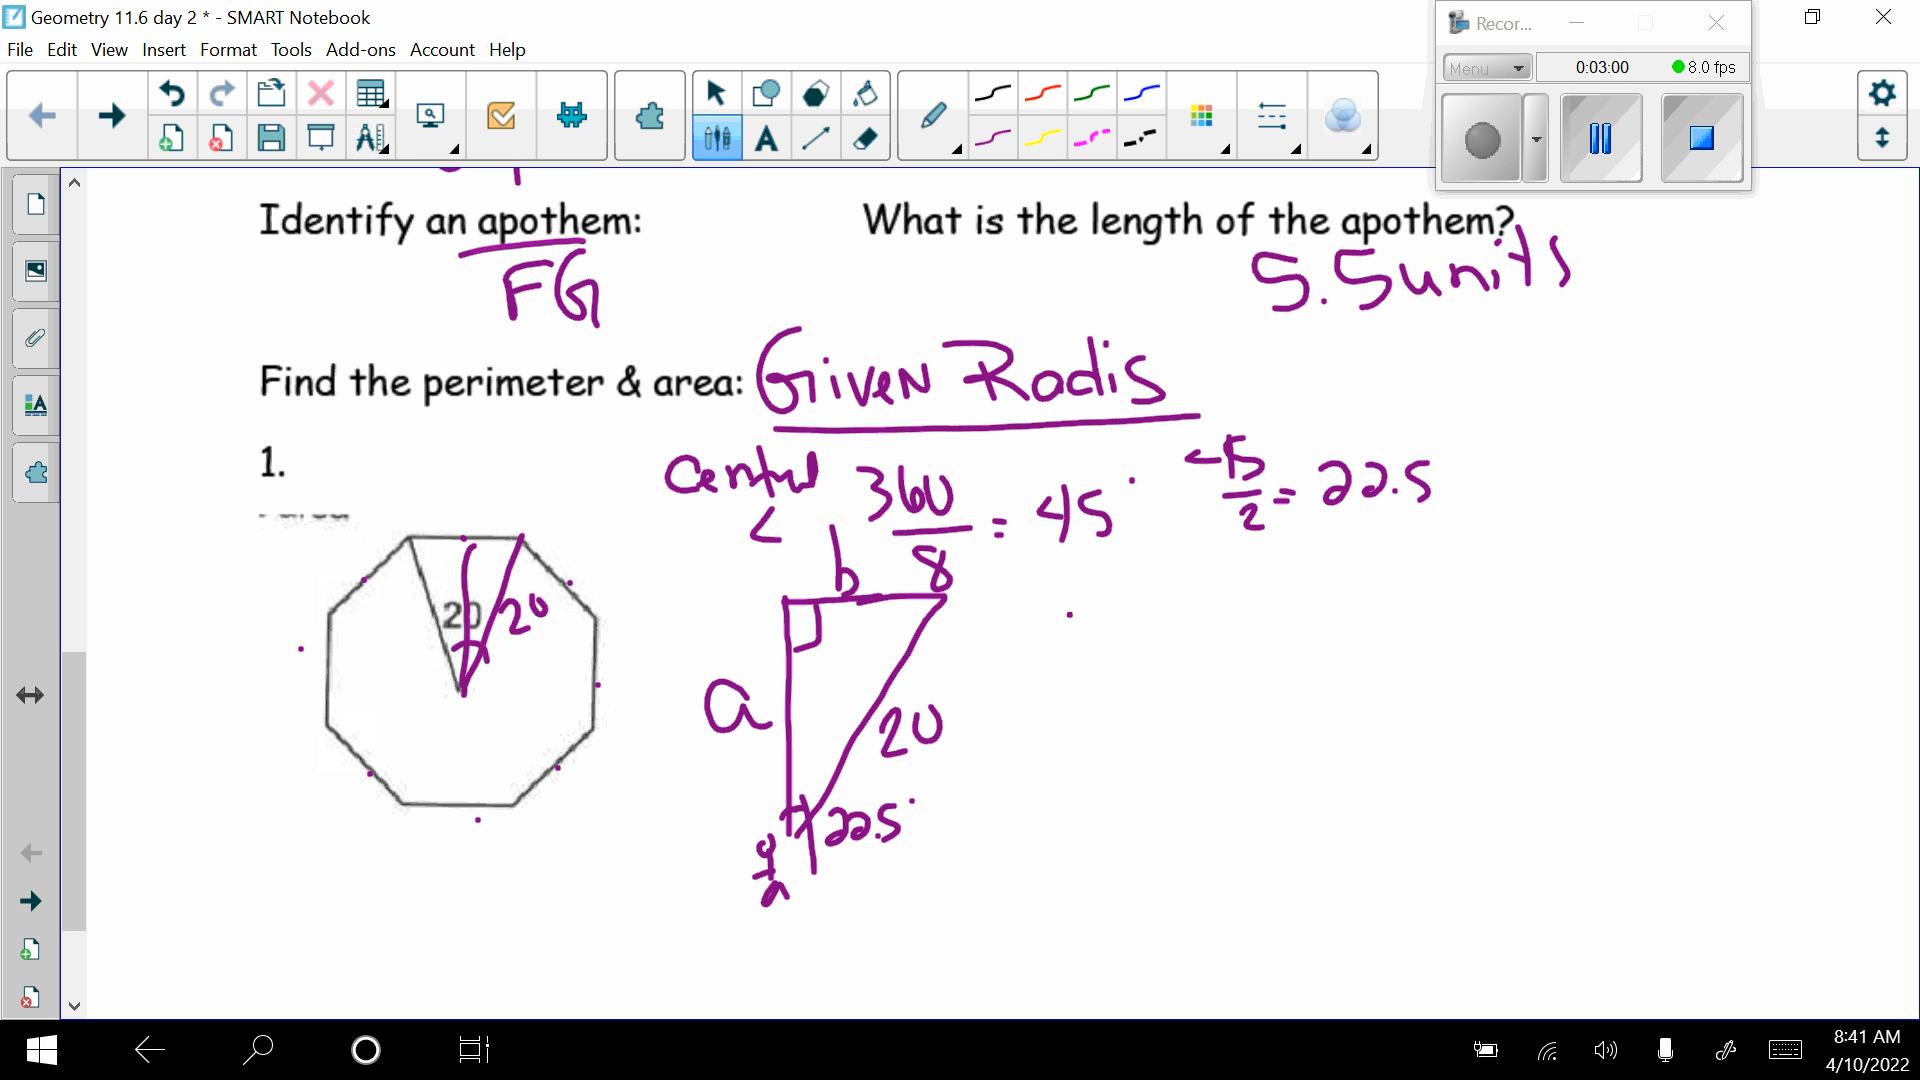 Geometry 11.6 day 2 * - SMART Notebook
File Edit View Insert Format Tools Add-ons Account Help
Recor...
Menu
0:03:00
8.0 fps
Identify an apothem:
What is the length of the apothem?
FG
5.5 units
Find the perimeter & area: Given Radis
1.
Central <
360/8 = 45°
45/2 = 22.5
b
20
20
a
20
22.5°
8:41 AM
4/10/2022